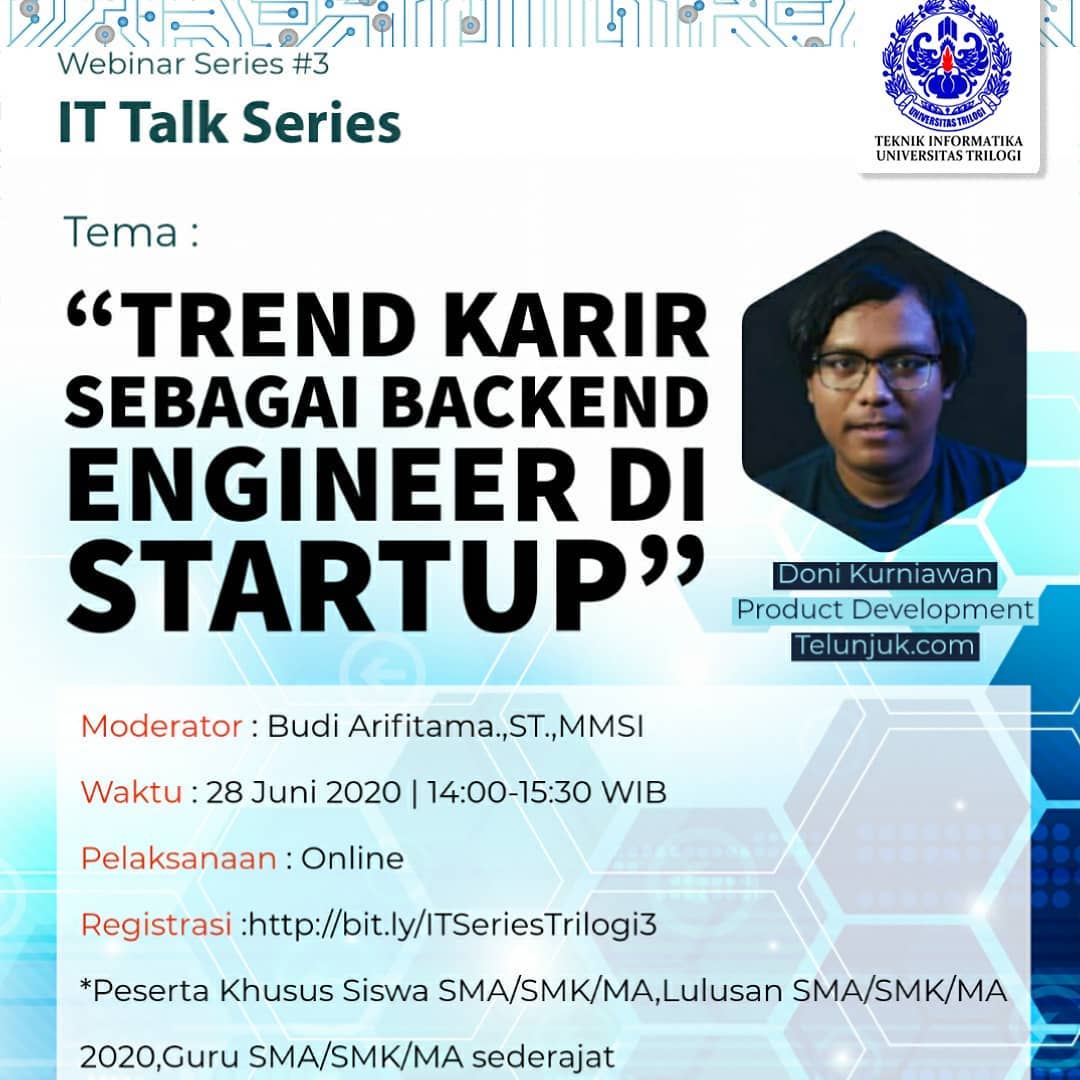 Webinar Series #3
IT Talk Series
UNIVERSITAS TRILOGI
TEKNIK INFORMATIKA
UNIVERSITAS TRILOGI
Tema :
“TREND KARIR
SEBAGAI BACKEND
ENGINEER DI
STARTUP”
Doni Kurniawan
Product Development
Telunjuk.com
Moderator : Budi Arifitama.,ST.,MMSI
Waktu : 28 Juni 2020 | 14:00-15:30 WIB
Pelaksanaan : Online
Registrasi :http://bit.ly/ITSeriesTrilogi3
*Peserta Khusus Siswa SMA/SMK/MA,Lulusan SMA/SMK/MA
2020,Guru SMA/SMK/MA sederajat